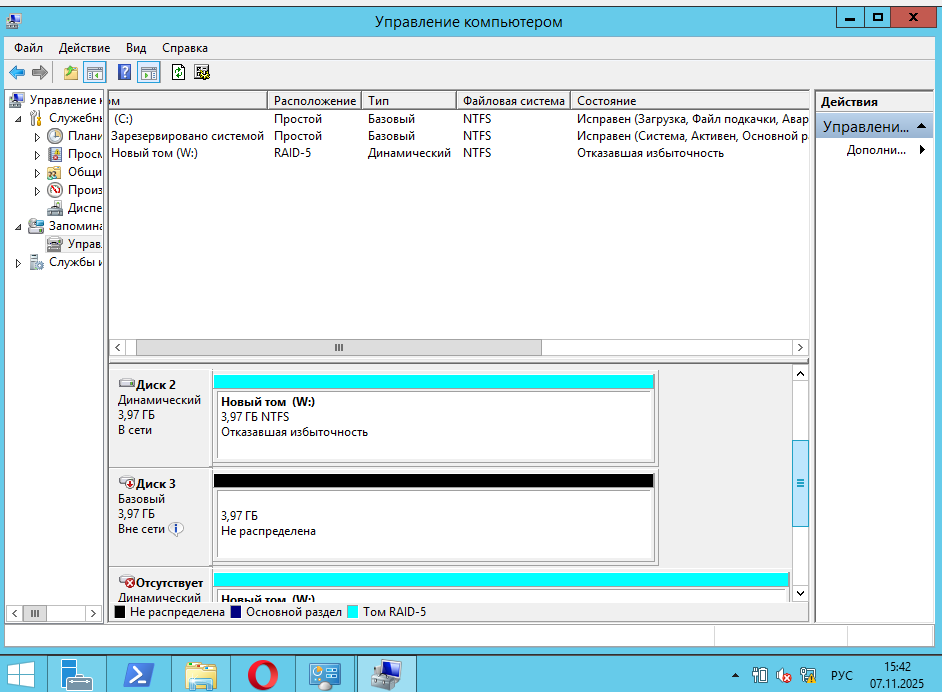 Управление компьютером
Файл Действие Вид Справка
Управление
Служебн
Плани
Просм
Общи
Произ
Диспе
Запомина
Управ
Службы и
ом Расположение Тип Файловая система Состояние
(C:) Простой Базовый NTFS Исправен (Загрузка, Файл подкачки, Авар
Зарезервировано системой Простой Базовый NTFS Исправен (Система, Активен, Основной р
Новый том (W:) RAID-5 Динамический NTFS Отказавшая избыточность
Диск 2
Динамический
3,97 ГБ
В сети
Новый том (W:)
3,97 ГБ NTFS
Отказавшая избыточность
Диск 3
Базовый
3,97 ГБ
Вне сети
3,97 ГБ
Не распределена
Отсутствует
Динамический
Новый том (W:)
Не распределена Основной раздел Том RAID-5
Действия
Управлени...
Дополни...
РУС
15:42
07.11.2025